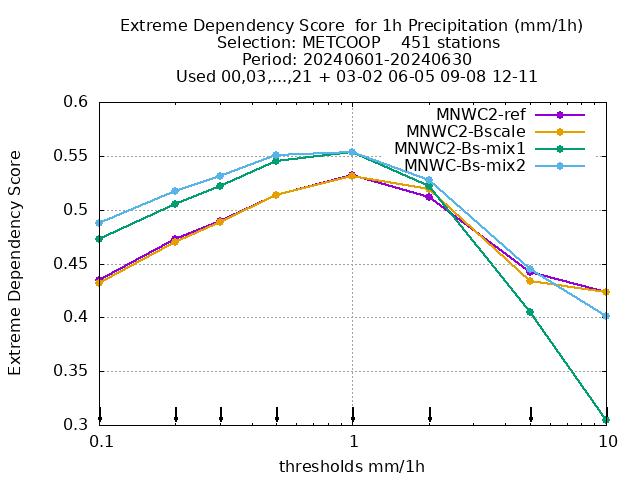 Extreme Dependency Score  for 1h Precipitation (mm/1h)
Selection: METCOOP    451 stations
Period: 20240601-20240630
Used 00,03,...,21 + 03-02 06-05 09-08 12-11
MNWC2-ref
MNWC2-Bscale
MNWC2-Bs-mix1
MNWC-Bs-mix2
Extreme Dependency Score
0.6
0.55
0.5
0.45
0.4
0.35
0.3
0.1 1 10
thresholds mm/1h